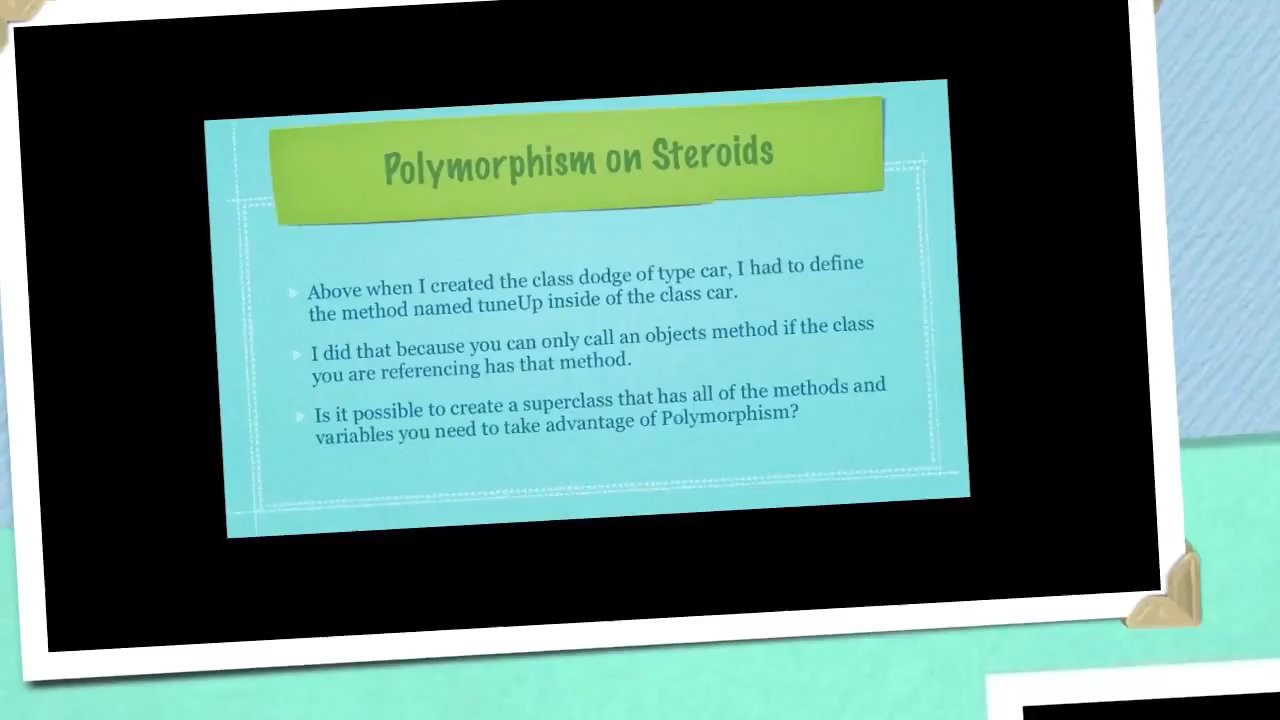 Polymorphism on Steroids
Above when I created the class dodge of type car, I had to define
the method named tuneUp inside of the class car.
I did that because you can only call an objects method if the class
you are referencing has that method.
Is it possible to create a superclass that has all of the methods and
variables you need to take advantage of Polymorphism?